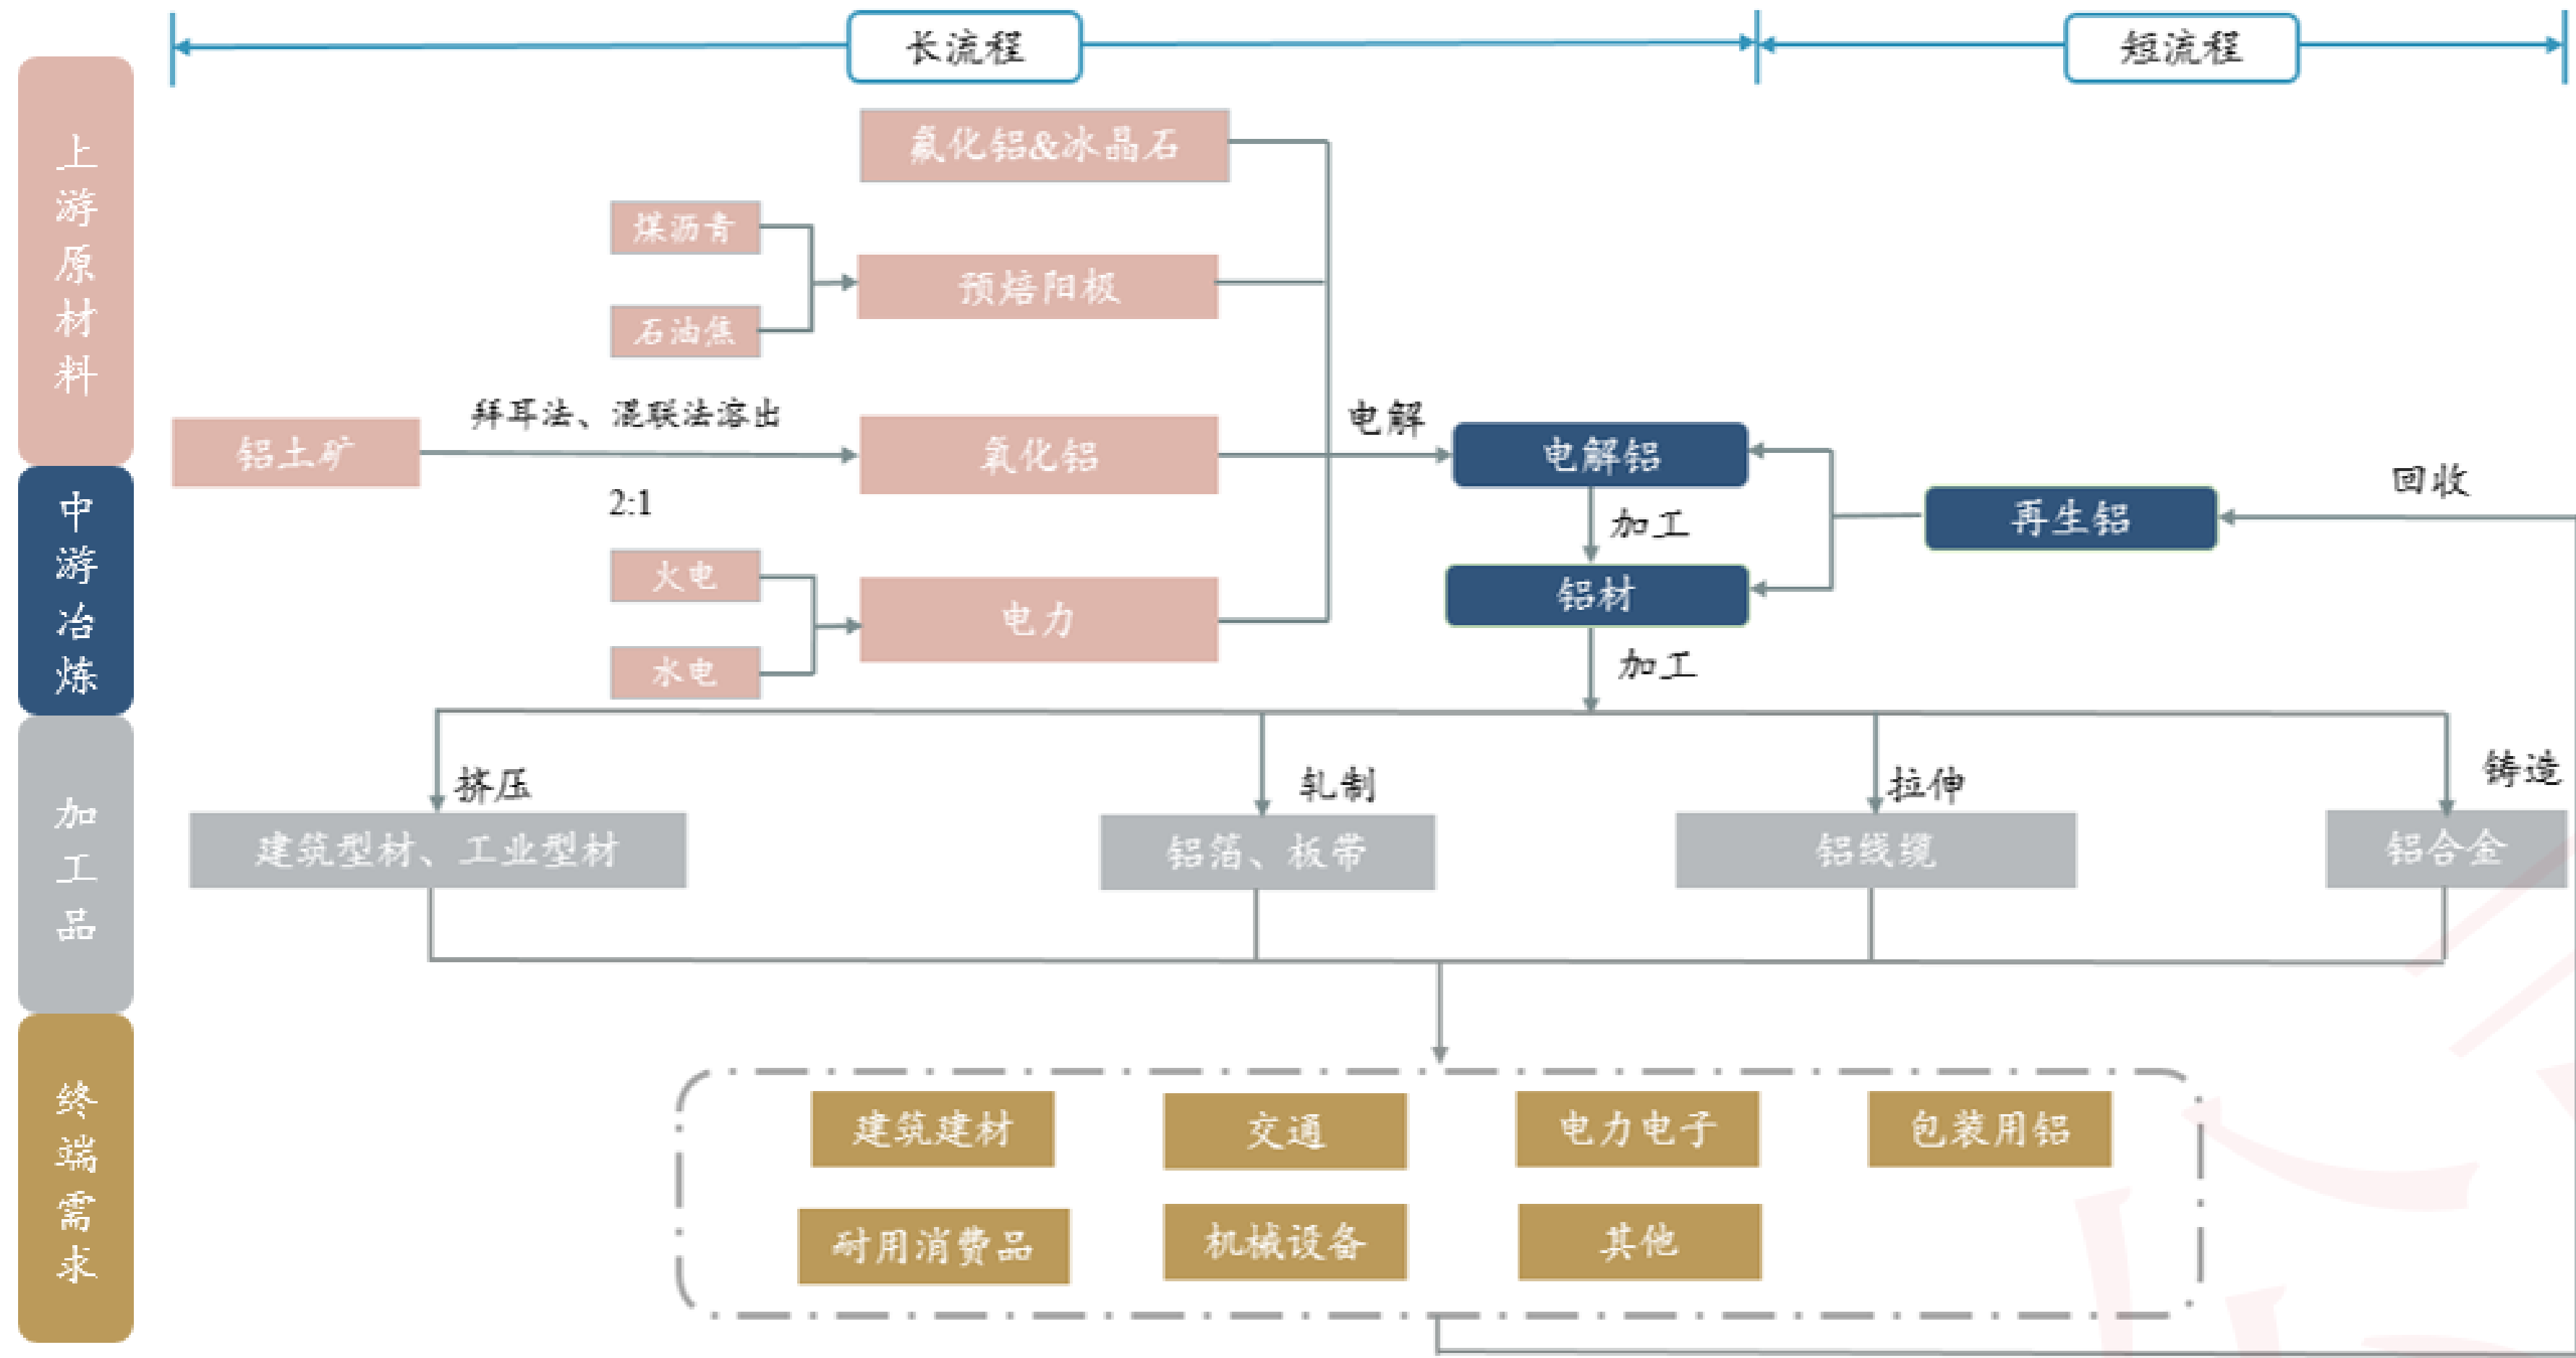 长流程
短流程
上游原材料
氟化铝&冰晶石
煤沥青
预焙阳极
石油焦
拜耳法、混联法溶出
铝土矿
氧化铝
电解
电解铝
2:1
加工
再生铝
回收
中游冶炼
火电
电力
水电
铝材
加工
加工品
挤压
轧制
拉伸
铸造
建筑型材、工业型材
铝箔、板带
铝线缆
铝合金
终端需求
建筑建材
交通
电力电子
包装用铝
耐用消费品
机械设备
其他